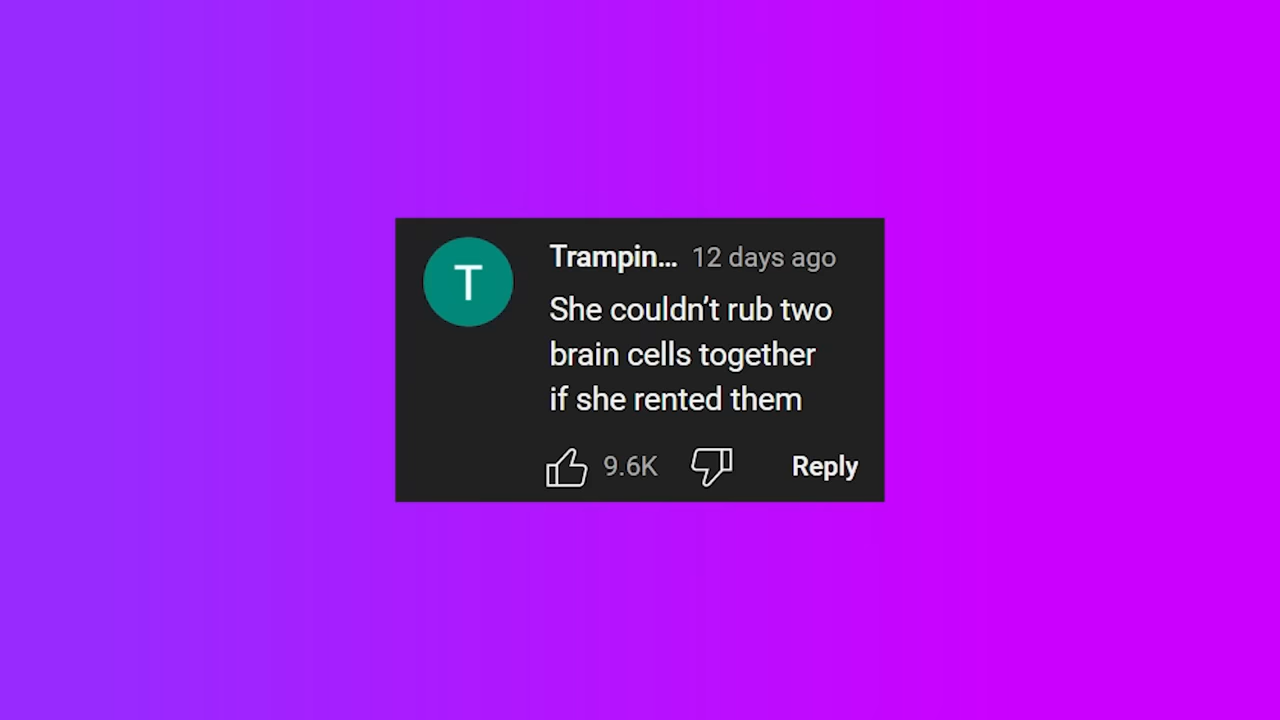 T
Trampin... 12 days ago
She couldn’t rub two
brain cells together
if she rented them
9.6K Reply